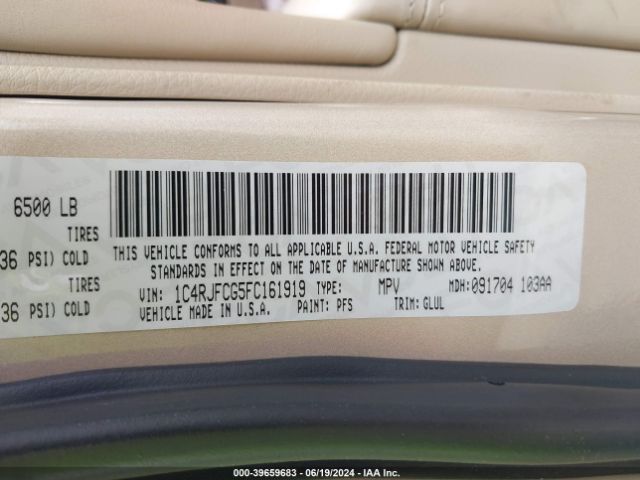 6500 LB
TIRES
36 PSI) COLD
TIRES
36 PSI) COLD
THIS VEHICLE CONFORMS TO ALL APPLICABLE U.S.A. FEDERAL MOTOR VEHICLE SAFETY
STANDARDS IN EFFECT ON THE DATE OF MANUFACTURE SHOWN ABOVE.
VIN: 1C4RJFCG5FC161919 TYPE: MPV MDH:091704 103AA
VEHICLE MADE IN U.S.A. PAINT: PFS TRIM: GLUL
000-39659683 - 06/19/2024 - IAA Inc.